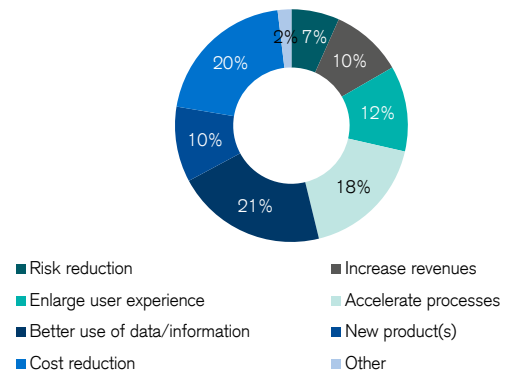 2% 7%
10%
20%
12%
10%
18%
21%
Risk reduction
Increase revenues
Enlarge user experience
Accelerate processes
Better use of data/information
New product(s)
Cost reduction
Other